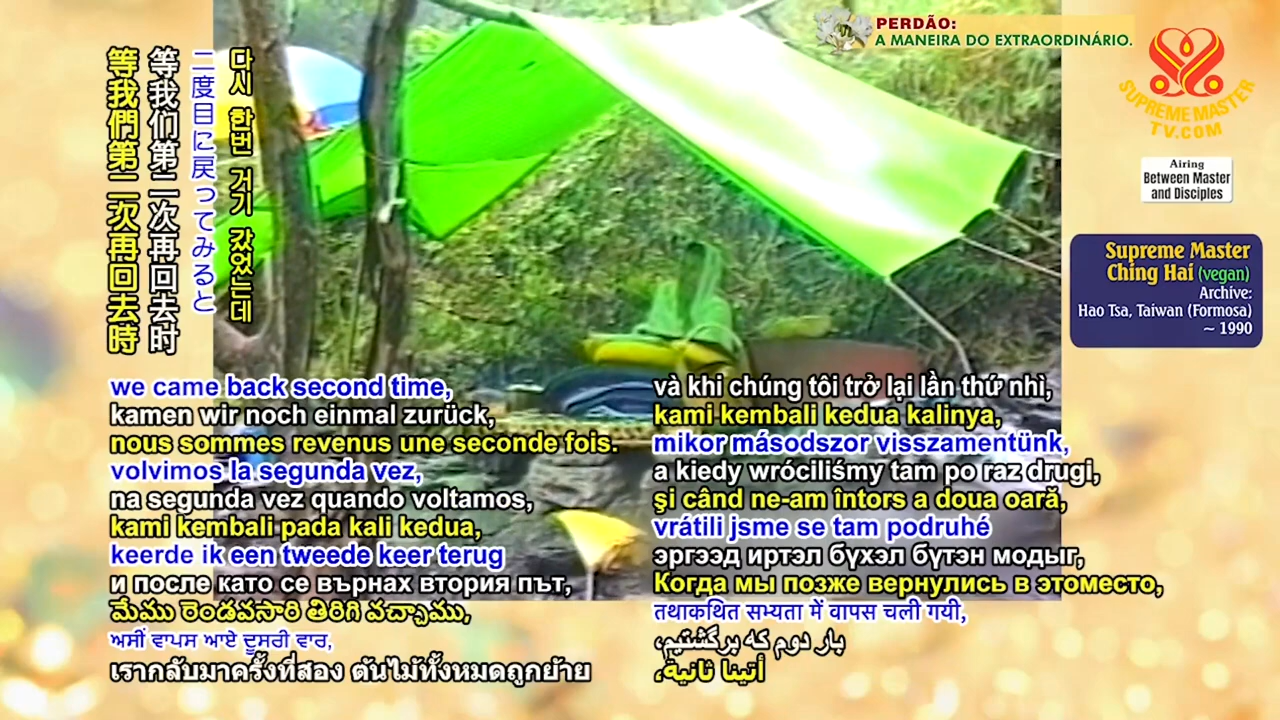 PERDÃO:
A MANEIRA DO EXTRAORDINÁRIO.
SUPREME MASTER
TV.COM
Airing
Between Master
and Disciples
Supreme Master
Ching Hai (vegan)
Archive:
Hao Tsa, Taiwan (Formosa)
~ 1990
다시 한번 거기 갔었는데
二度目に戻ってみると
等我们第二次再回去时
等我們第二次再回去時
we came back second time,
kamen wir noch einmal zurück,
nous sommes revenus une seconde fois.
volvimos la segunda vez,
na segunda vez quando voltamos,
kami kembali pada kali kedua,
keerde ik een tweede keer terug
и после като се върнах втория път,
మేము రెండవసారి తిరిగి వచ్చాము,
ਅਸੀਂ ਵਾਪਸ ਆਏ ਦੂਸਰੀ ਵਾਰ,
เรากลับมาครั้งที่สอง ต้นไม้ทั้งหมดถูกย้าย
và khi chúng tôi trở lại lần thứ nhì,
kami kembali kedua kalinya,
mikor másodszor visszamentünk,
a kiedy wróciliśmy tam po raz drugi,
şi când ne-am întors a doua oară,
vrátili jsme se tam podruhé
эргээд иртэл бүхэл бүтэн модыг,
Когда мы позже вернулись в этоместо,
तथाकथित सभ्यता में वापस चली गयी,
بار دوم که برگشتیم،
أتينا ثانية،